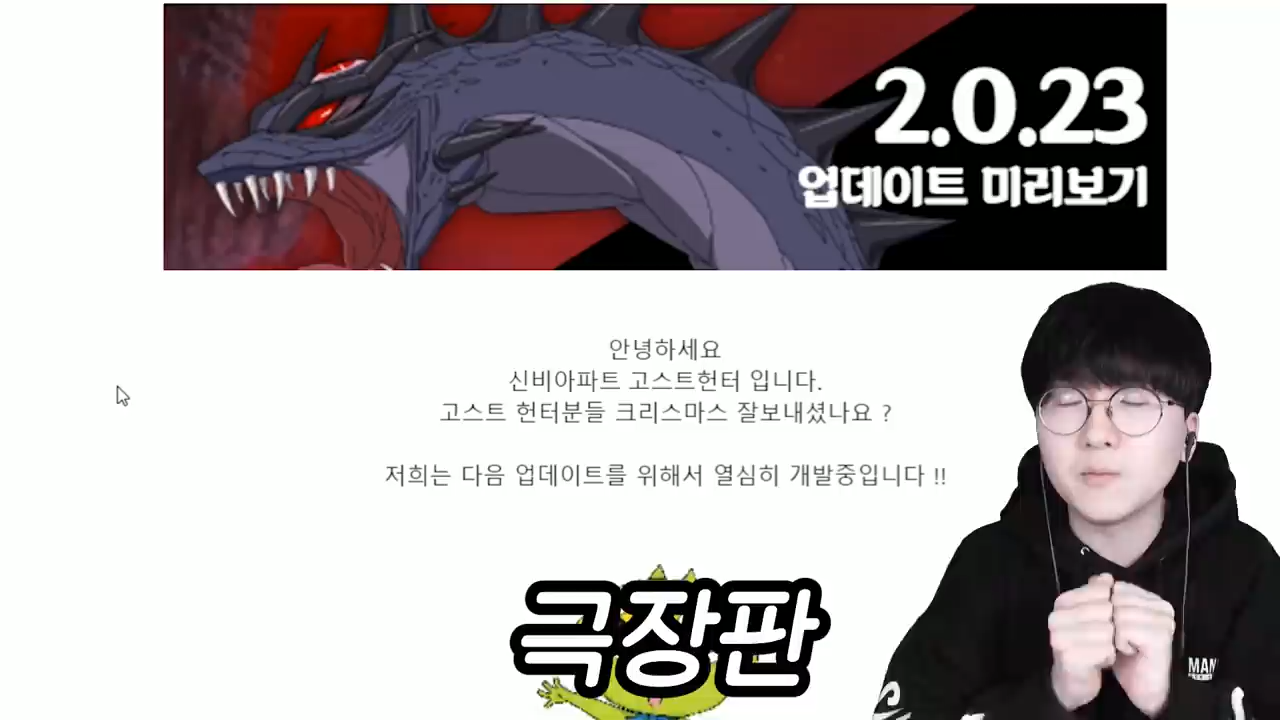 2.0.23
업데이트 미리보기
안녕하세요
신비아파트 고스트헌터 입니다.
고스트 헌터분들 크리스마스 잘보내셨나요 ?
저희는 다음 업데이트를 위해서 열심히 개발중입니다 !!
극장판
MAN